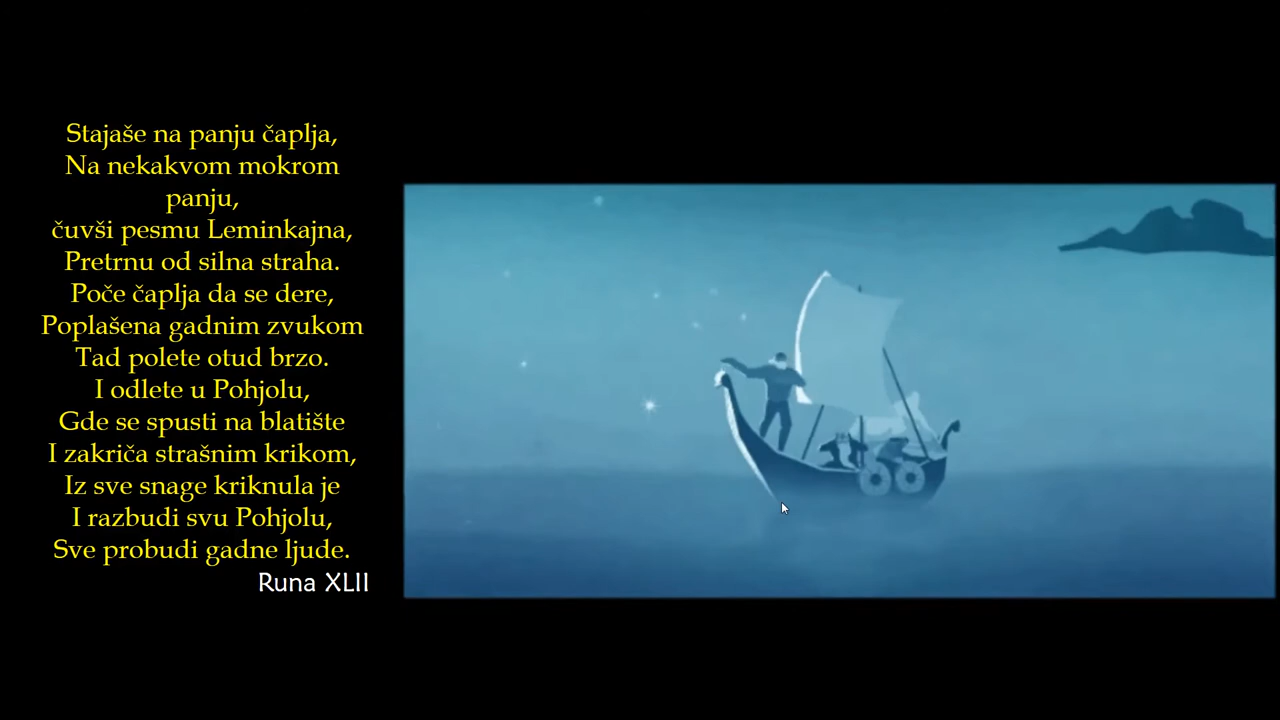 Stajaše na panju čaplja,
Na nekakvom mokrom
panju,
čuvši pesmu Leminkajna,
Pretrnu od silna straha.
Poče čaplja da se dere,
Poplašena gadnim zvukom
Tad polete otud brzo.
I odlete u Pohjolu,
Gde se spusti na blatište
I zakriča strašnim krikom,
Iz sve snage kriknula je
I razbudi svu Pohjolu,
Sve probudi gadne ljude.
Runa XLII